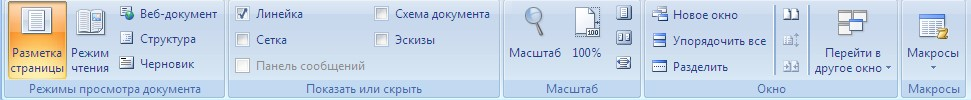 Разметка страницы
Режим чтения
Веб-документ
Структура
Черновик
Режимы просмотра документа
Линейка
Сетка
Панель сообщений
Схема документа
Эскизы
Показать или скрыть
Масштаб
100
100%
Масштаб
Новое окно
Упорядочить все
Разделить
Перейти в другое окно
Окно
Макросы
Макросы